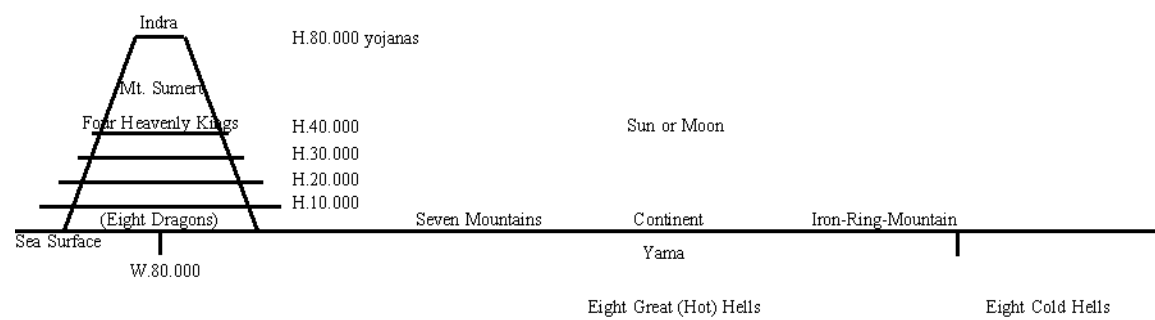 Indra
H.80.000 yojanas
Mt. Sumeru
Four Heavenly Kings
H.40.000
Sun or Moon
H.30.000
H.20.000
H.10.000
(Eight Dragons)
Seven Mountains
Continent
Iron-Ring-Mountain
Sea Surface
Yama
W.80.000
Eight Great (Hot) Hells
Eight Cold Hells